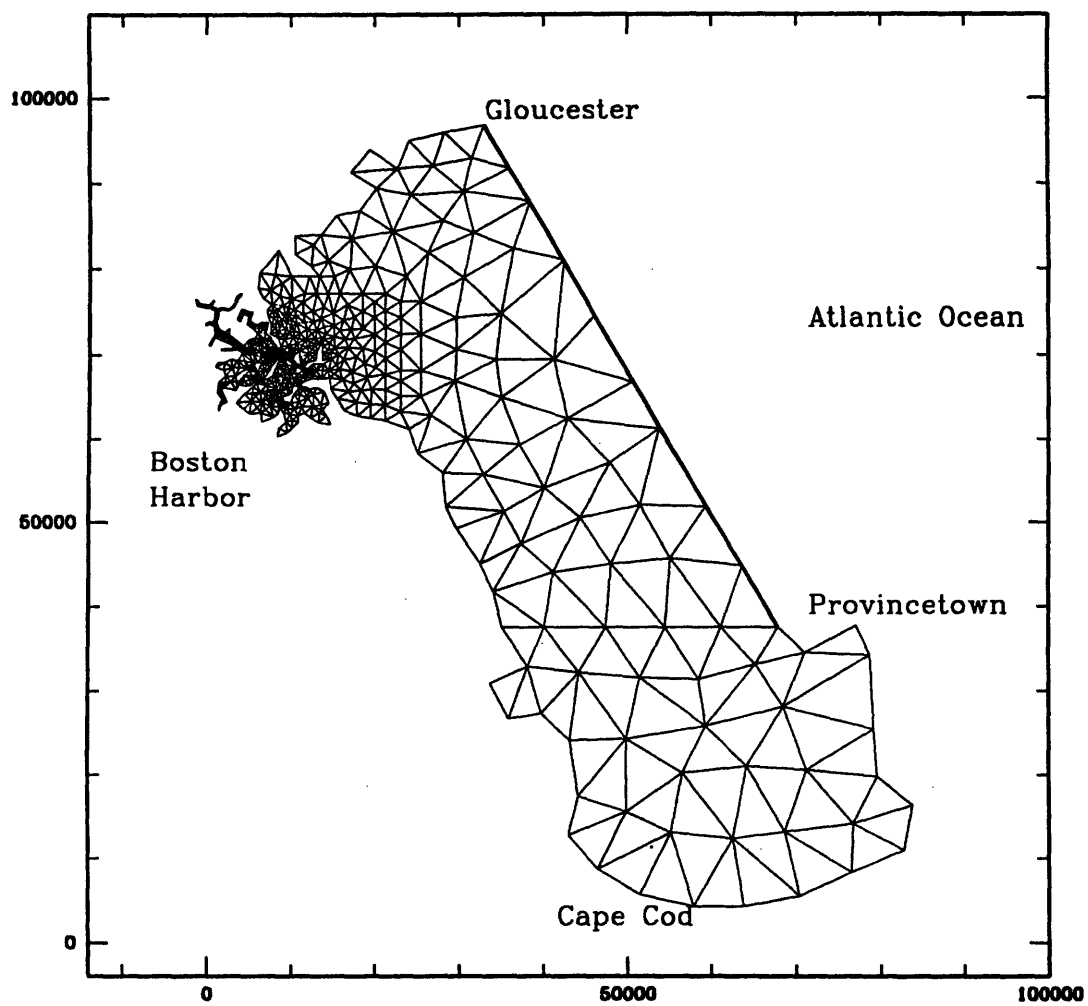 100000
Gloucester
Atlantic Ocean
Boston
Harbor
50000
Provincetown
Cape Cod
0
0
50000
100000